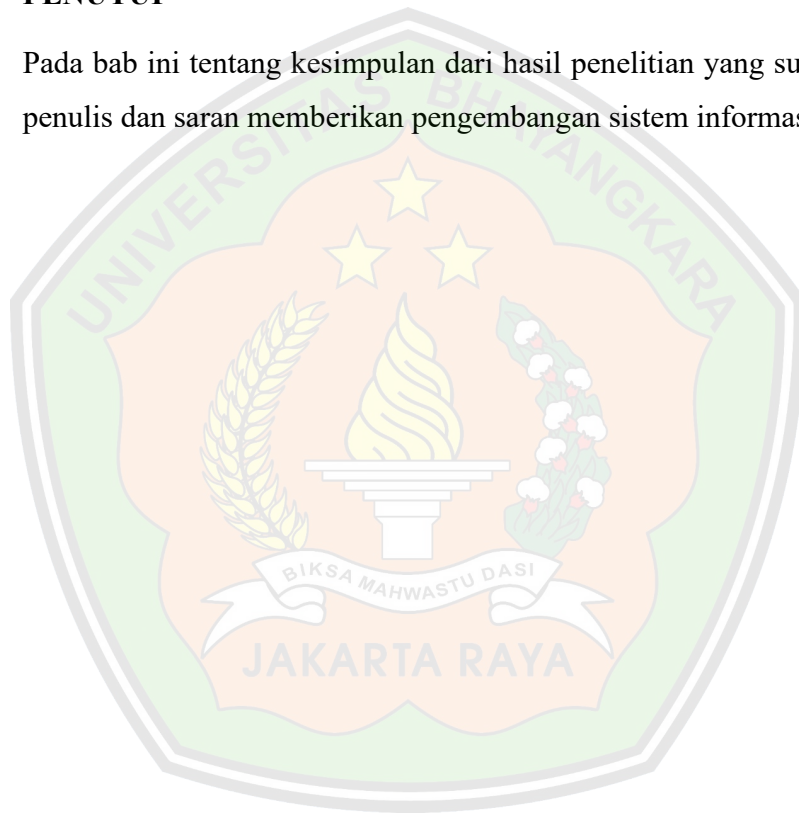 Pada bab ini tentang kesimpulan dari hasil penelitian yang su
penulis dan saran memberikan pengembangan sistem informas
UNIVERSITAS BHAYANGKARA
BIKSA MAHWASTU DASI
JAKARTA RAYA